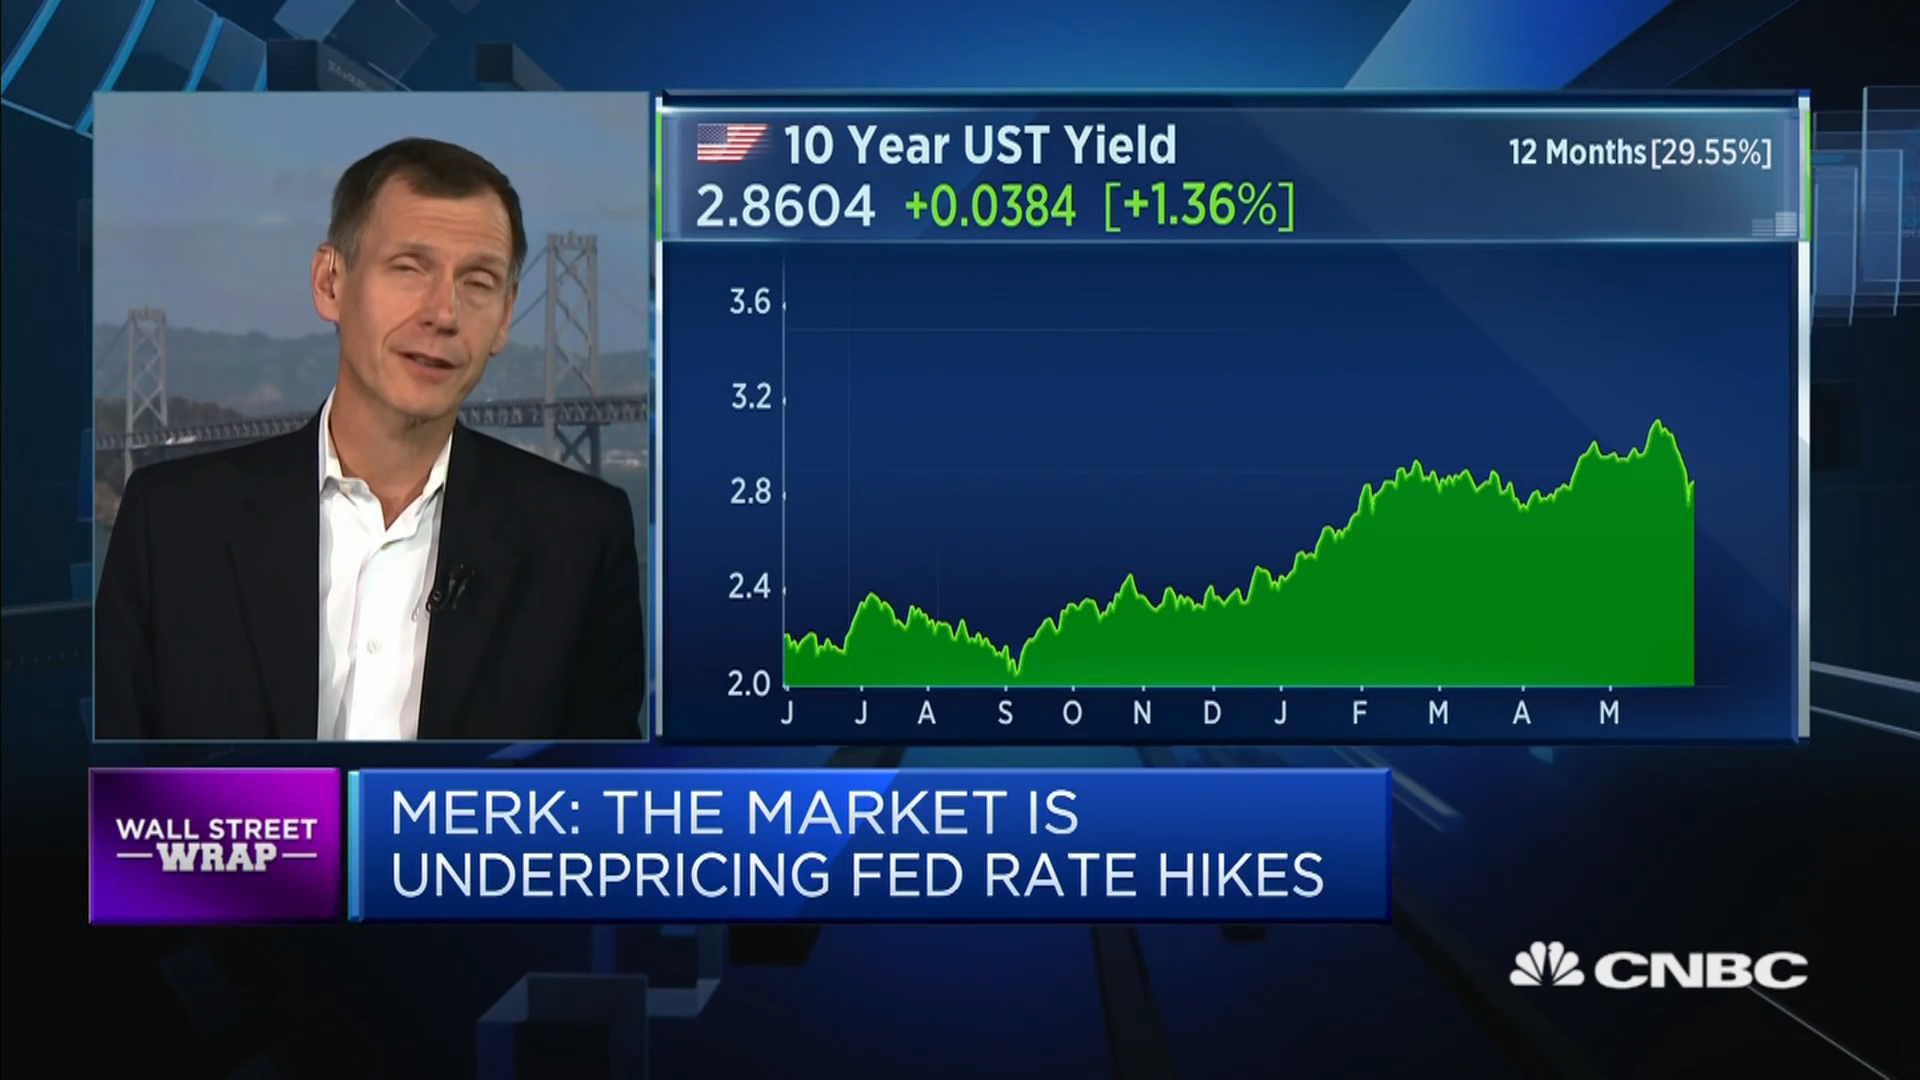 10 Year UST Yield
12 Months [29.55%]
2.8604 +0.0384 [+1.36%]
3.6
3.2
2.8
2.4
2.0
J J A S O N D J F M A M
WALL STREET
WRAP
MERK: THE MARKET IS
UNDERPRICING FED RATE HIKES
CNBC